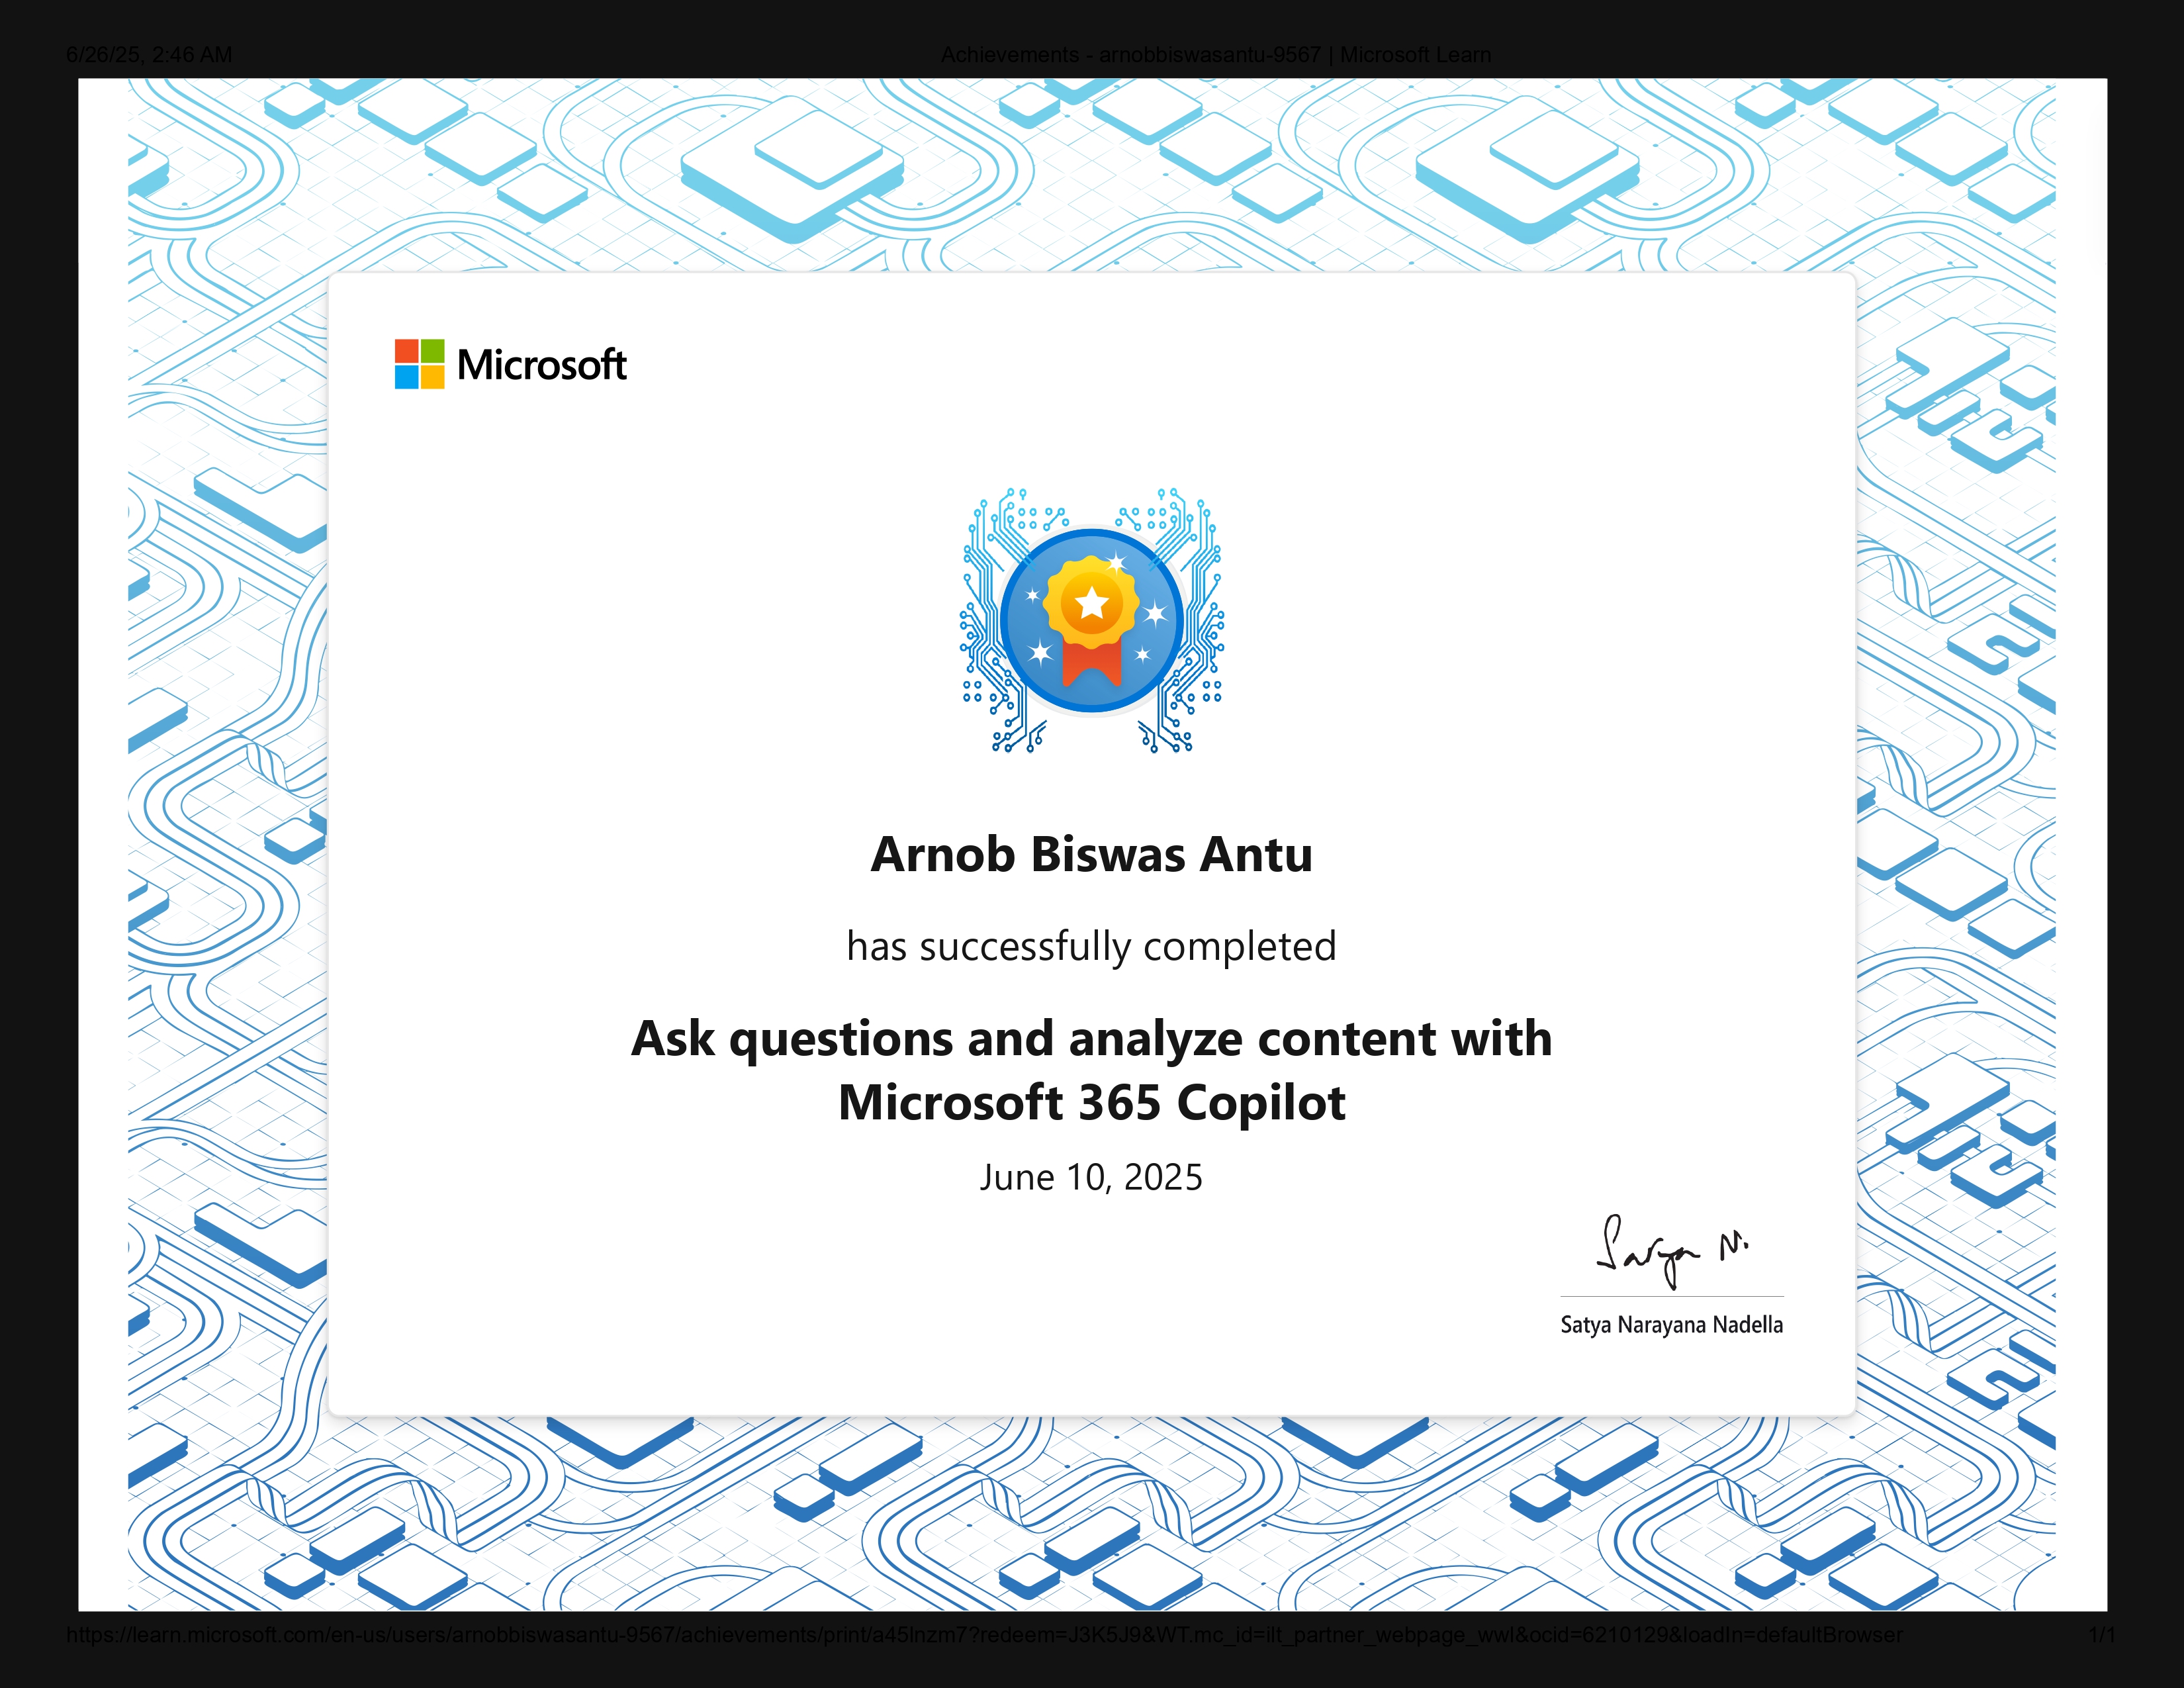 6/26/25, 2:46 AM
Achievements - arnobbiswasantu-9567 | Microsoft Learn
Microsoft
Arnob Biswas Antu
has successfully completed
Ask questions and analyze content with
Microsoft 365 Copilot
June 10, 2025
Satya N.
Satya Narayana Nadella
https://learn.microsoft.com/en-us/users/arnobbiswasantu-9567/achievements/print/a45lnzm7?redeem=J3K5J9&WT.mc_id=ilt_partner_webpage_wwl&ocid=6210129&loadIn=defaultBrowser
1/1